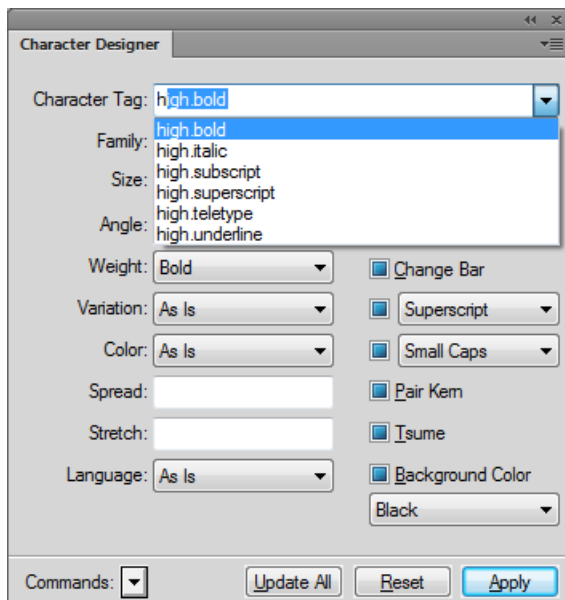 Character Designer
Character Tag: high.bold
Family: high.bold
high.italic
Size: high.subscript
high.superscript
Angle: high.teletype
high.underline
Weight: Bold Change Bar
Variation: As Is Superscript
Color: As Is Small Caps
Spread: Pair Kern
Stretch: Tsume
Language: As Is Background Color
Black
Commands: Update All Reset Apply